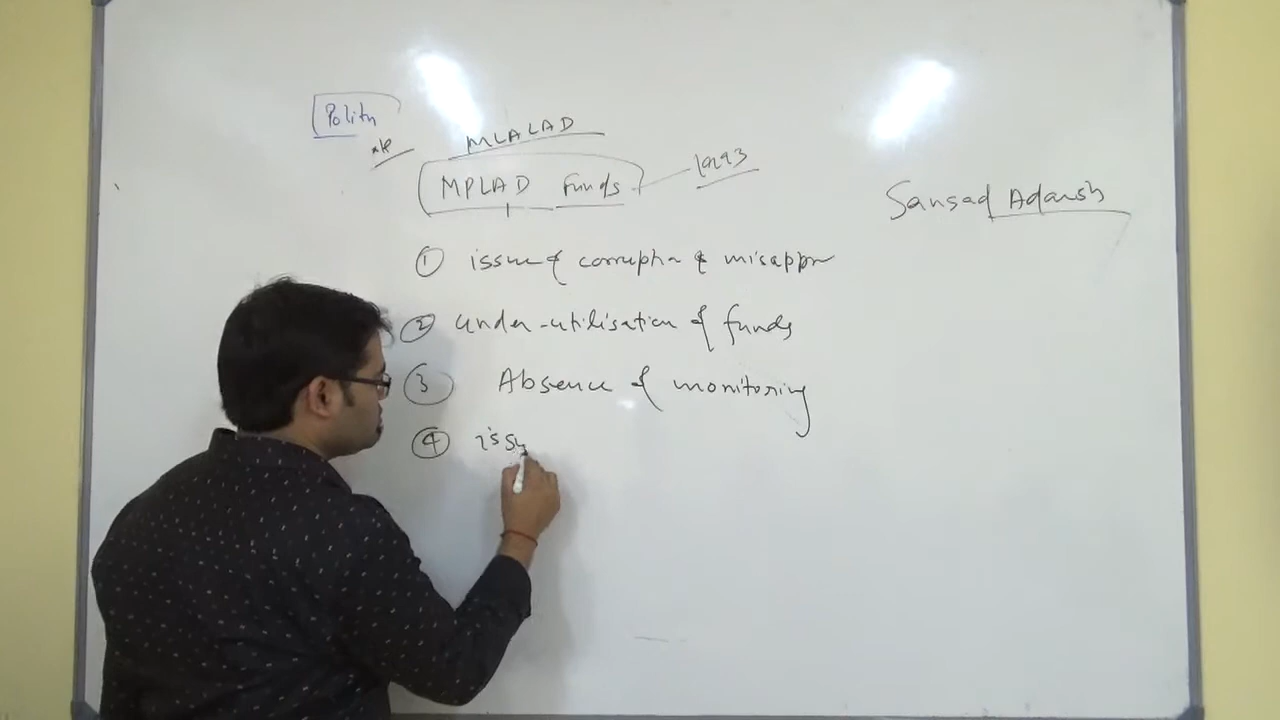 Polity
MLALAD
MPLAD Funds
1993
Sansad Adarsh
① issue of corruption & misappr
② under-utilisation of funds
③ Absence of monitoring
④ issu